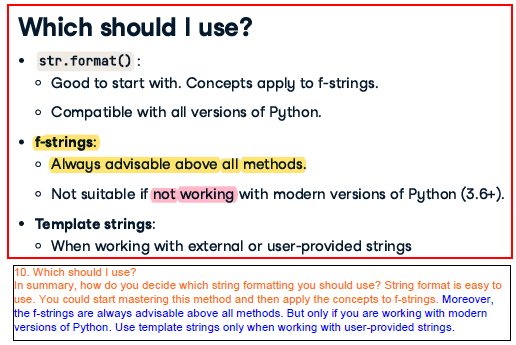 Which should I use?
• str.format() :
○ Good to start with. Concepts apply to f-strings.
○ Compatible with all versions of Python.
• f-strings:
○ Always advisable above all methods.
○ Not suitable if not working with modern versions of Python (3.6+).
• Template strings:
○ When working with external or user-provided strings
10. Which should I use?
In summary, how do you decide which string formatting you should use? String format is easy to
use. You could start mastering this method and then apply the concepts to f-strings. Moreover,
the f-strings are always advisable above all methods. But only if you are working with modern
versions of Python. Use template strings only when working with user-provided strings.